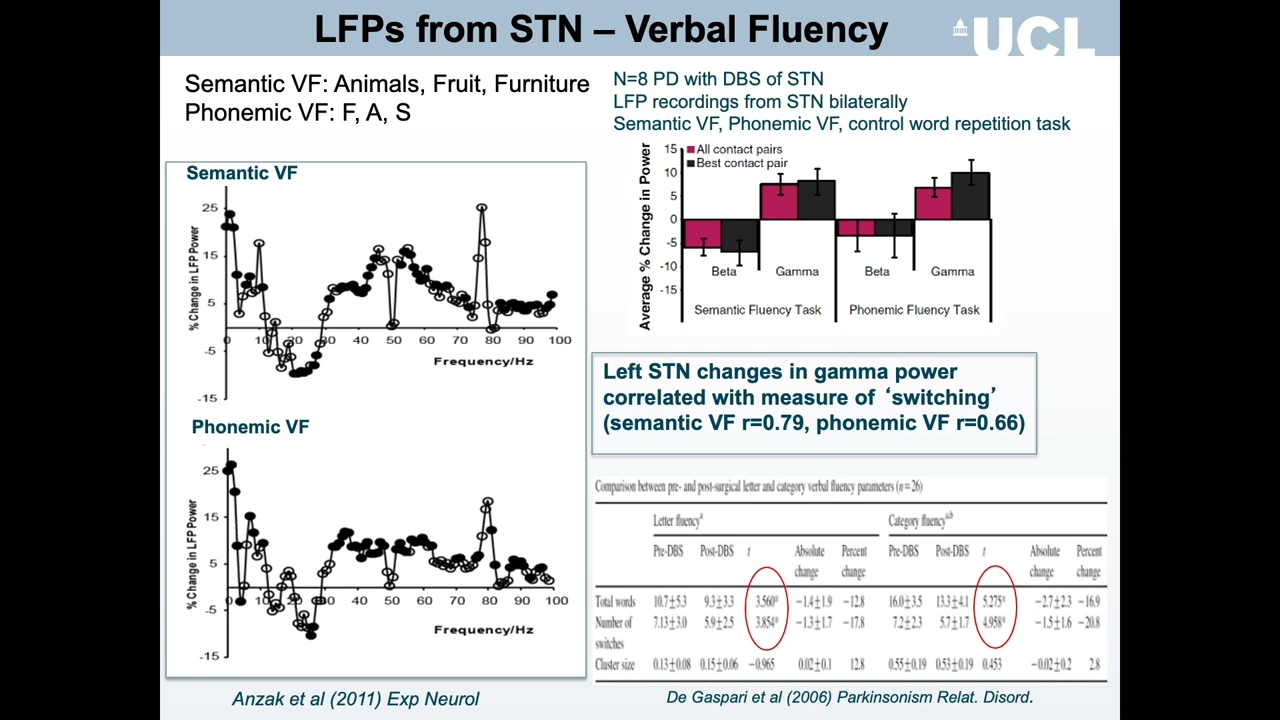 LFPs from STN – Verbal Fluency
UCL
Semantic VF: Animals, Fruit, Furniture
Phonemic VF: F, A, S
N=8 PD with DBS of STN
LFP recordings from STN bilaterally
Semantic VF, Phonemic VF, control word repetition task
Semantic VF
% Change in LFP Power
25
15
5
-5
-15
0 10 20 30 40 50 60 70 80 90 100
Frequency/Hz
Phonemic VF
% Change in LFP Power
25
15
5
-5
-15
0 10 20 30 40 50 60 70 80 90 100
Frequency/Hz
Anzak et al (2011) Exp Neurol
Average % Change in Power
15
10
5
0
-5
-10
-15
All contact pairs
Best contact pair
Beta Gamma Beta Gamma
Semantic Fluency Task Phonemic Fluency Task
Left STN changes in gamma power
correlated with measure of ‘switching’
(semantic VF r=0.79, phonemic VF r=0.66)
Comparison between pre- and post-surgical letter and category verbal fluency parameters (n=26)
Letter fluencyᵃ Category fluencyᵃ,ᵇ
Pre-DBS Post-DBS t Absolute change Percent change Pre-DBS Post-DBS t Absolute change Percent change
Total words 10.7±5.3 9.3±3.3 3.560* −1.4±1.9 −12.8 16.0±3.5 13.3±4.1 5.275* −2.7±2.3 −16.9
Number of switches 7.13±3.0 5.9±2.5 3.854* −1.3±1.7 −17.8 7.2±2.3 5.7±1.7 4.958* −1.5±1.6 −20.8
Cluster size 0.13±0.08 0.15±0.06 −0.965 0.02±0.1 12.8 0.55±0.19 0.53±0.19 0.453 −0.02±0.2 2.8
De Gaspari et al (2006) Parkinsonism Relat. Disord.